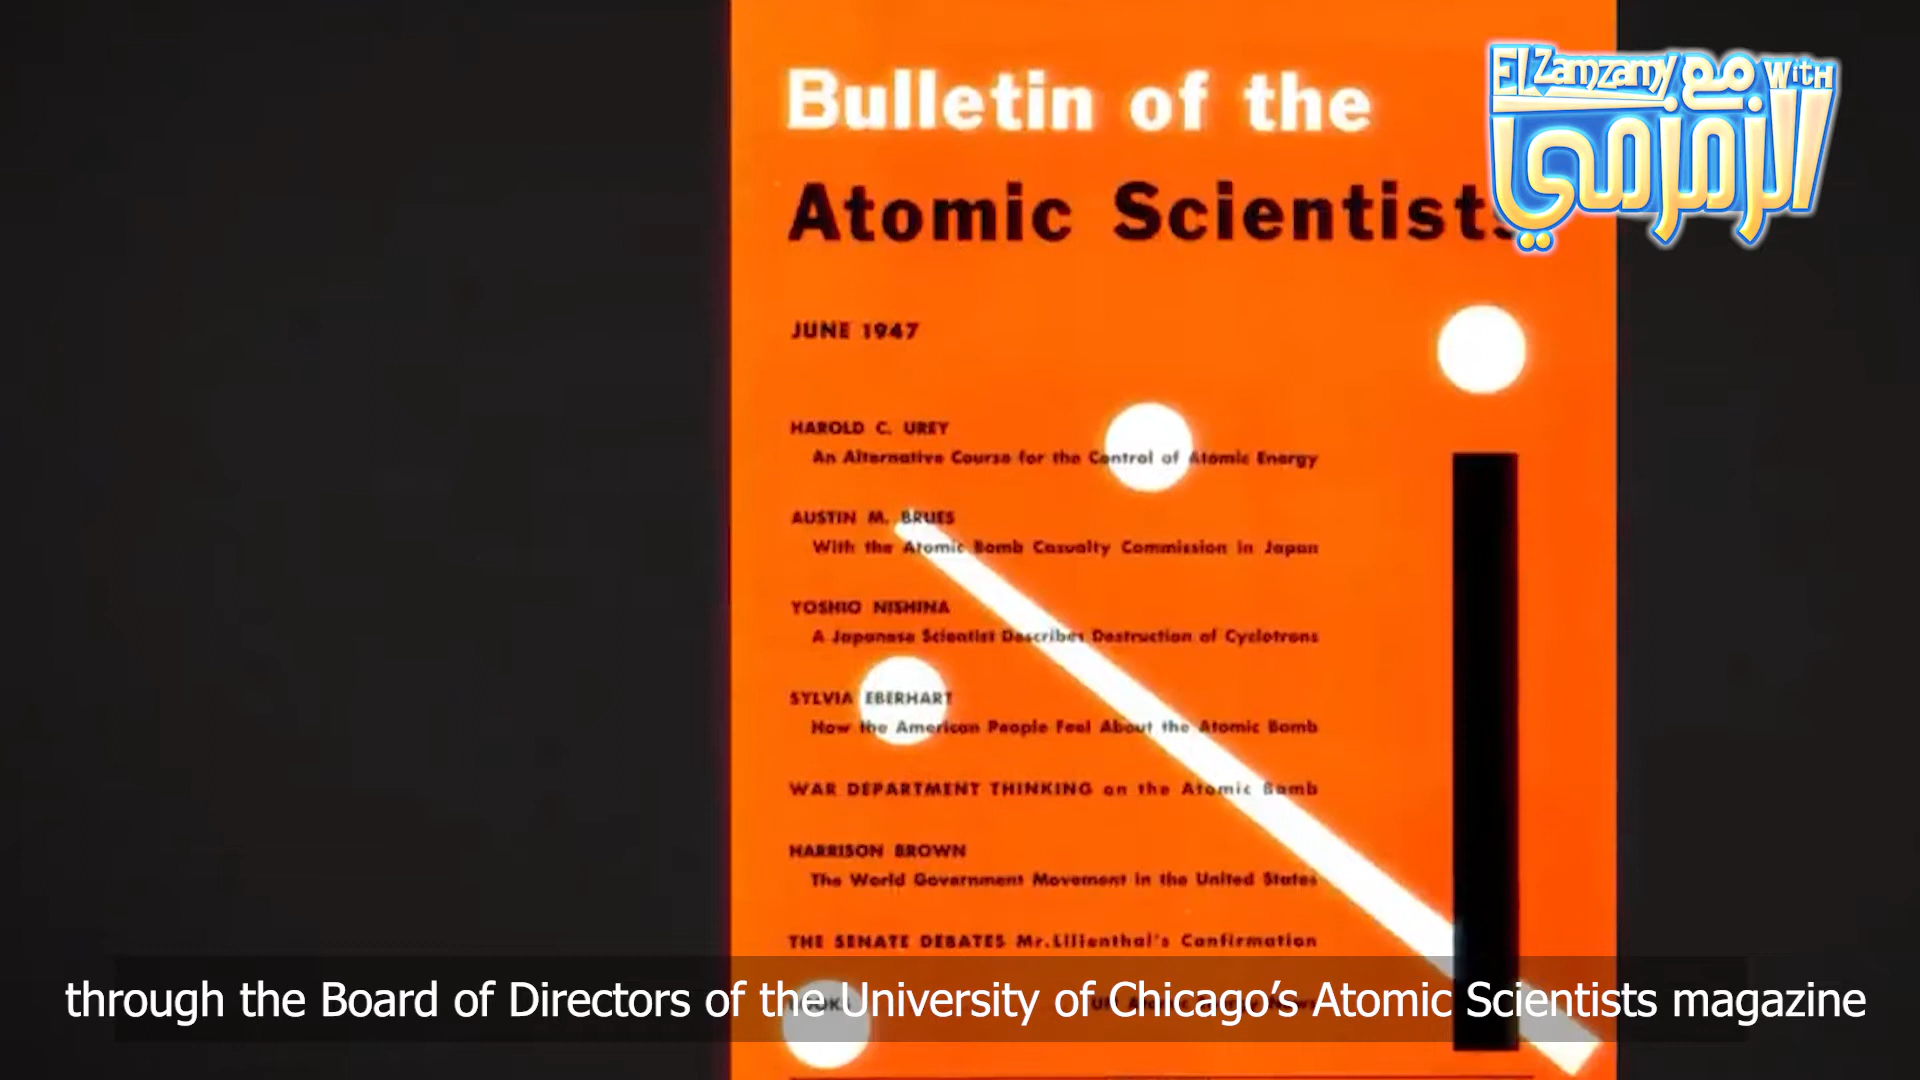 Bulletin of the
Atomic Scientists
ELZamzamy مع WitH
الزمزمي
JUNE 1947
HAROLD C. UREY
An Alternative Course for the Control of Atomic Energy
AUSTIN M. BRUES
With the Atomic Bomb Casualty Commission in Japan
YOSHIO NISHINA
A Japanese Scientist Describes Destruction of Cyclotrons
SYLVIA EBERHART
How the American People Feel About the Atomic Bomb
WAR DEPARTMENT THINKING on the Atomic Bomb
HARRISON BROWN
The World Government Movement in the United States
THE SENATE DEBATES Mr. Lilienthal's Confirmation
through the Board of Directors of the University of Chicago’s Atomic Scientists magazine